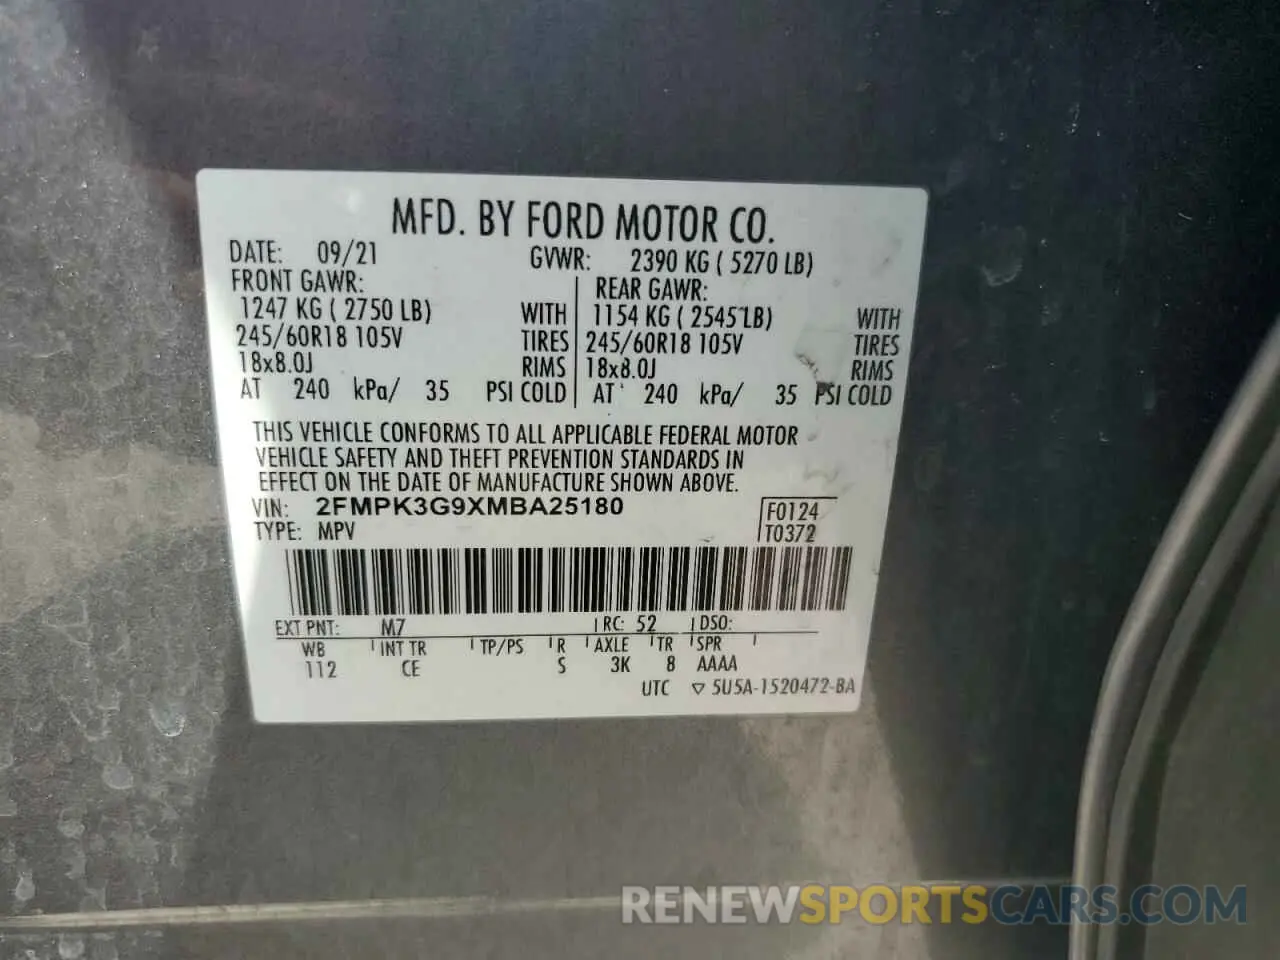 MFD. BY FORD MOTOR CO.
DATE: 09/21 GVWR: 2390 KG ( 5270 LB)
FRONT GAWR: REAR GAWR:
1247 KG ( 2750 LB) WITH 1154 KG ( 2545 LB) WITH
245/60R18 105V TIRES 245/60R18 105V TIRES
18x8.0J RIMS 18x8.0J RIMS
AT 240 kPa/ 35 PSI COLD AT 240 kPa/ 35 PSI COLD
THIS VEHICLE CONFORMS TO ALL APPLICABLE FEDERAL MOTOR
VEHICLE SAFETY AND THEFT PREVENTION STANDARDS IN
EFFECT ON THE DATE OF MANUFACTURE SHOWN ABOVE.
VIN: 2FMPK3G9XMBA25180 F0124
TYPE: MPV T0372
EXT PNT: M7 RC: 52 DSO:
WB INT TR TP/PS R AXLE TR SPR
112 CE S 3K 8 AAAA
UTC ▽ 5U5A-1520472-BA
RENEWSPORTSCARS.COM